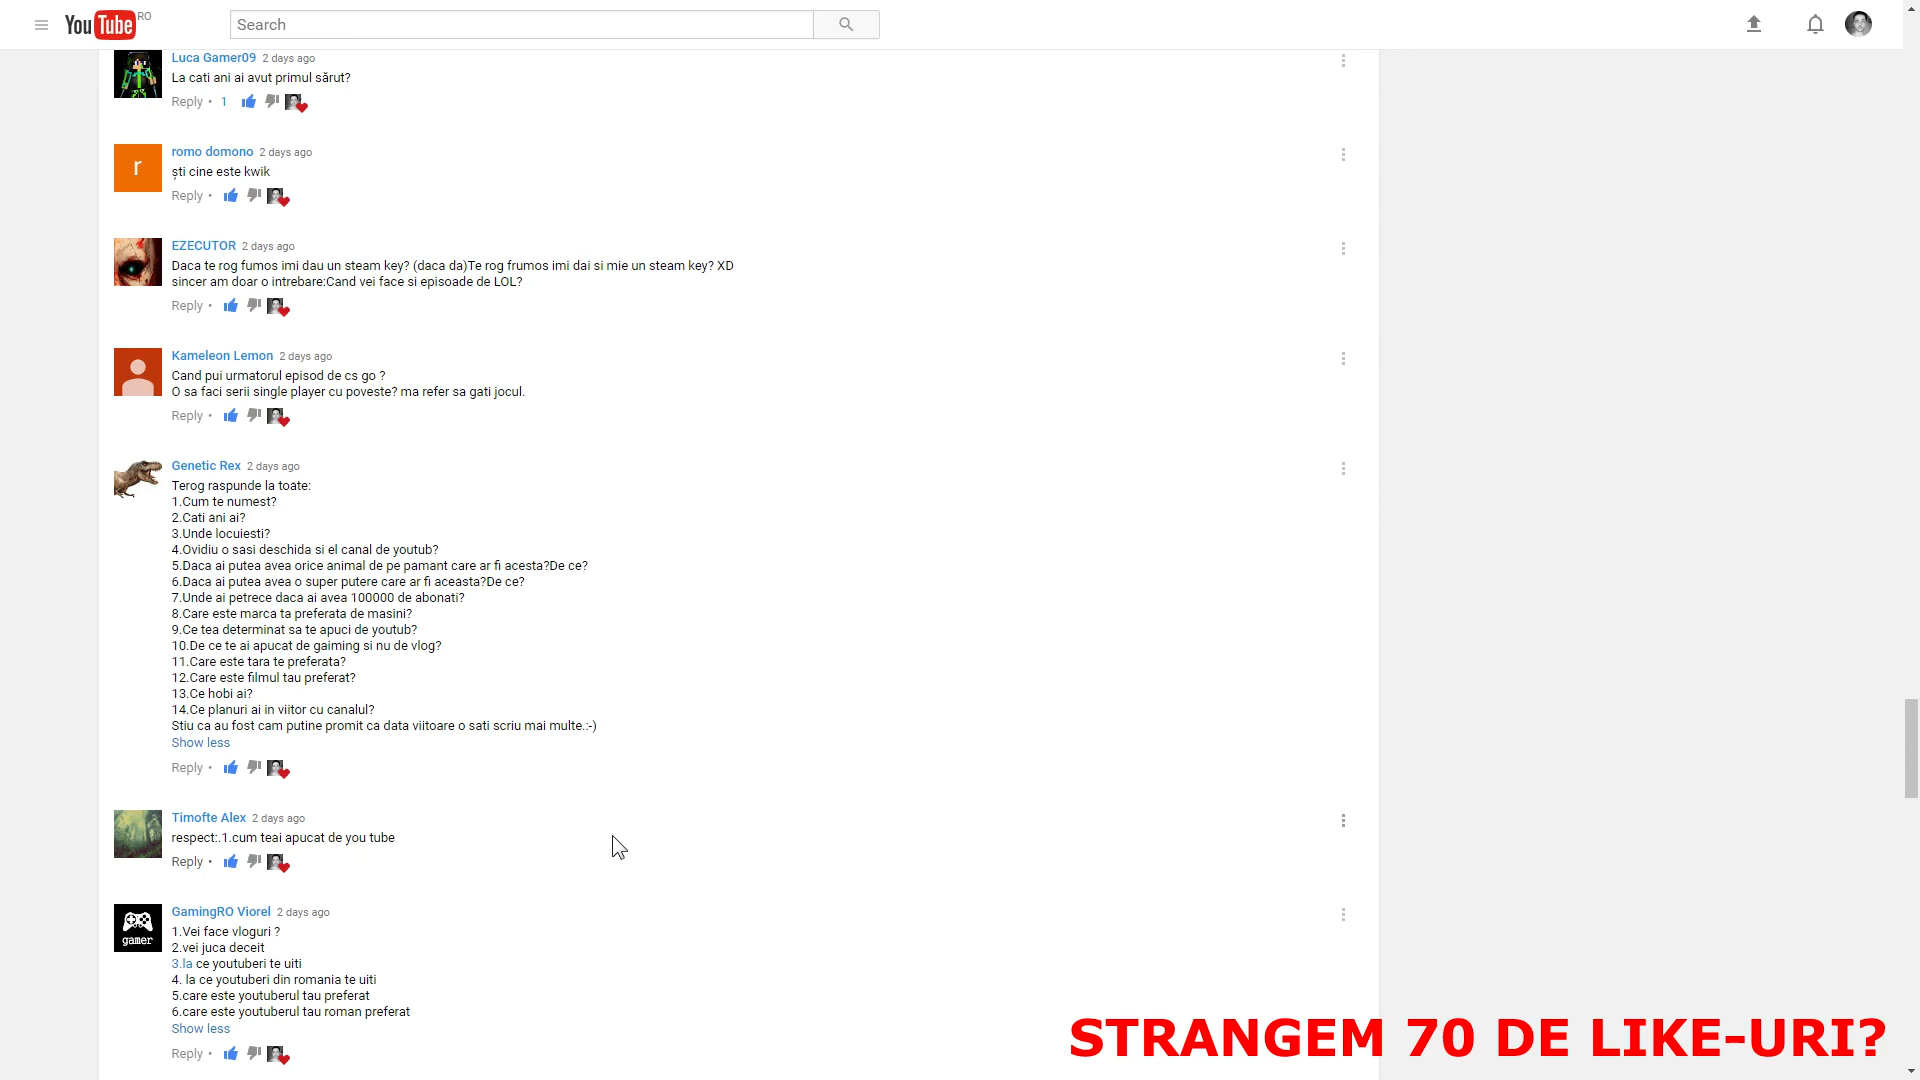 YouTube RO
Search
Luca Gamer09 2 days ago
La cati ani ai avut primul sărut?
Reply • 1
r
romo domono 2 days ago
ști cine este kwik
Reply •
EZECUTOR 2 days ago
Daca te rog fumos imi dau un steam key? (daca da)Te rog frumos imi dai si mie un steam key? XD
sincer am doar o intrebare:Cand vei face si episoade de LOL?
Reply •
Kameleon Lemon 2 days ago
Cand pui urmatorul episod de cs go ?
O sa faci serii single player cu poveste? ma refer sa gati jocul.
Reply •
Genetic Rex 2 days ago
Terog raspunde la toate:
1.Cum te numest?
2.Cati ani ai?
3.Unde locuiesti?
4.Ovidiu o sasi deschida si el canal de youtub?
5.Daca ai putea avea orice animal de pe pamant care ar fi acesta?De ce?
6.Daca ai putea avea o super putere care ar fi aceasta?De ce?
7.Unde ai petrece daca ai avea 100000 de abonati?
8.Care este marca ta preferata de masini?
9.Ce tea determinat sa te apuci de youtub?
10.De ce te ai apucat de gaiming si nu de vlog?
11.Care este tara te preferata?
12.Care este filmul tau preferat?
13.Ce hobi ai?
14.Ce planuri ai in viitor cu canalul?
Stiu ca au fost cam putine promit ca data viitoare o sati scriu mai multe.:-)
Show less
Reply •
Timofte Alex 2 days ago
respect:.1.cum teai apucat de you tube
Reply •
gamer
GamingRO Viorel 2 days ago
1.Vei face vloguri ?
2.vei juca deceit
3.la ce youtuberi te uiti
4. la ce youtuberi din romania te uiti
5.care este youtuberul tau preferat
6.care este youtuberul tau roman preferat
Show less
Reply •
STRANGEM 70 DE LIKE-URI?